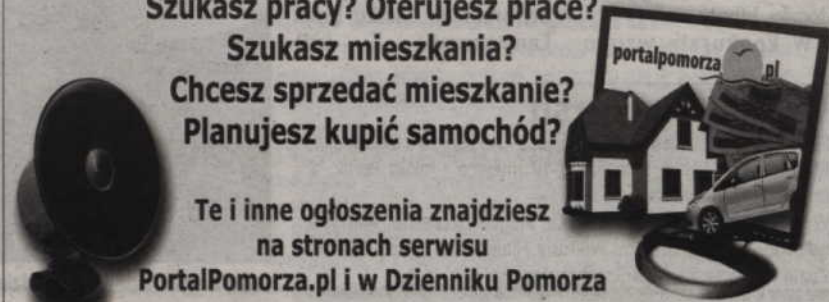 Szukasz pracy? Oferujesz prace?
Szukasz mieszkania?
Chcesz sprzedać mieszkanie?
Planujesz kupić samochód?
portalpomorza.pl
Te i inne ogłoszenia znajdziesz
na stronach serwisu
PortalPomorza.pl i w Dzienniku Pomorza